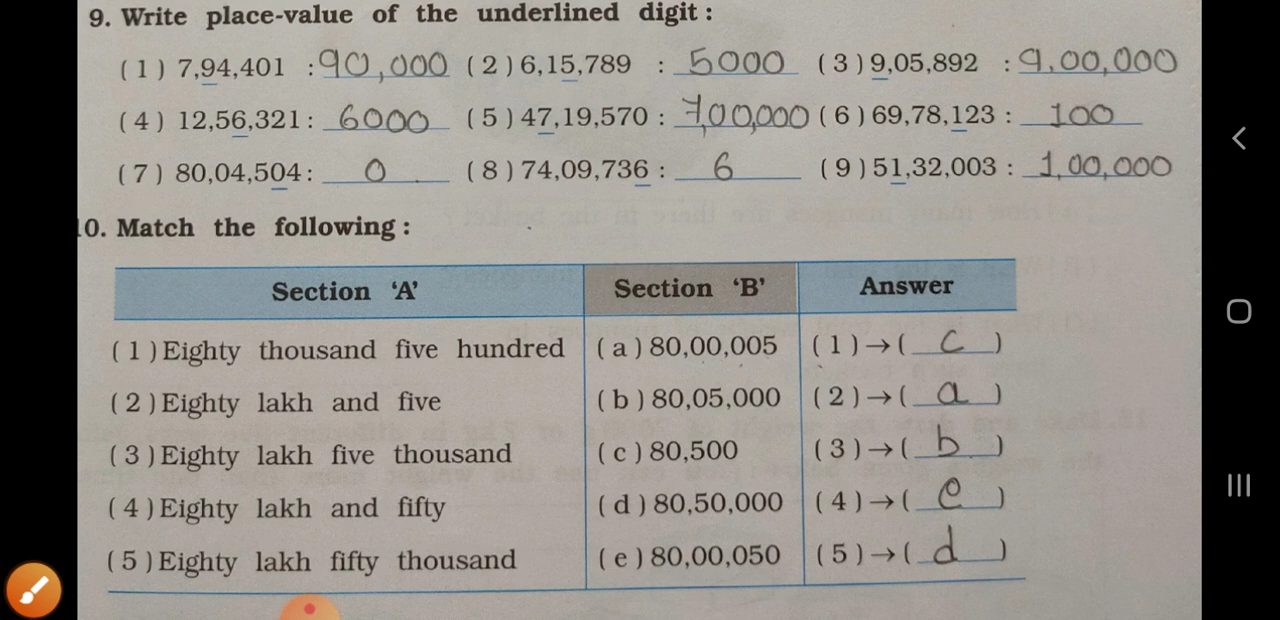 9. Write place-value of the underlined digit :
(1) 7,94,401 : 90,000 (2) 6,15,789 : 5000 (3) 9,05,892 : 9,00,000
(4) 12,56,321 : 6000 (5) 47,19,570 : 7,00,000 (6) 69,78,123 : 100
(7) 80,04,504 : 0 (8) 74,09,736 : 6 (9) 51,32,003 : 1,00,000
10. Match the following :
Section 'A' Section 'B' Answer
(1) Eighty thousand five hundred (a) 80,00,005 (1) → ( c )
(2) Eighty lakh and five (b) 80,05,000 (2) → ( a )
(3) Eighty lakh five thousand (c) 80,500 (3) → ( b )
(4) Eighty lakh and fifty (d) 80,50,000 (4) → ( e )
(5) Eighty lakh fifty thousand (e) 80,00,050 (5) → ( d )